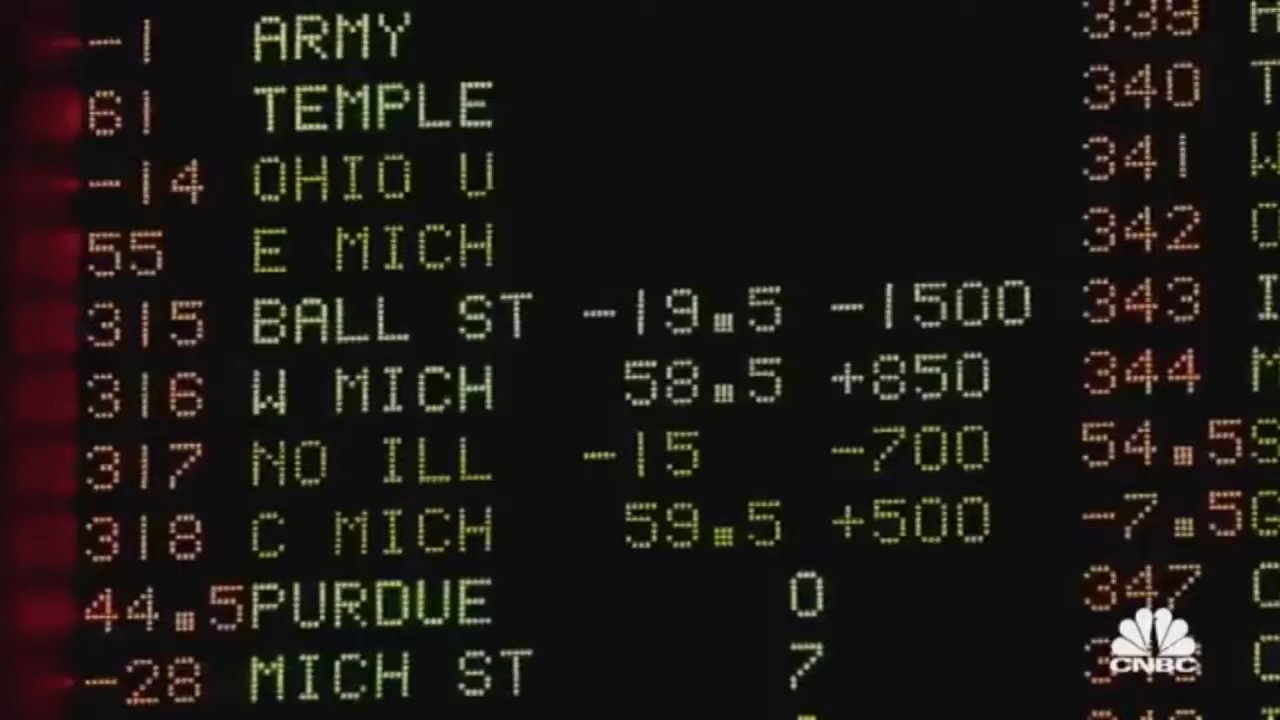 -1 ARMY 339
61 TEMPLE 340 T
-14 OHIO U 341 W
55 E MICH 342
315 BALL ST -19.5 -1500 343 I
316 W MICH 58.5 +850 344 M
317 NO ILL -15 -700 54.5
318 C MICH 59.5 +500 -7.5
44.5 PURDUE 0 347
-28 MICH ST 7
CNBC